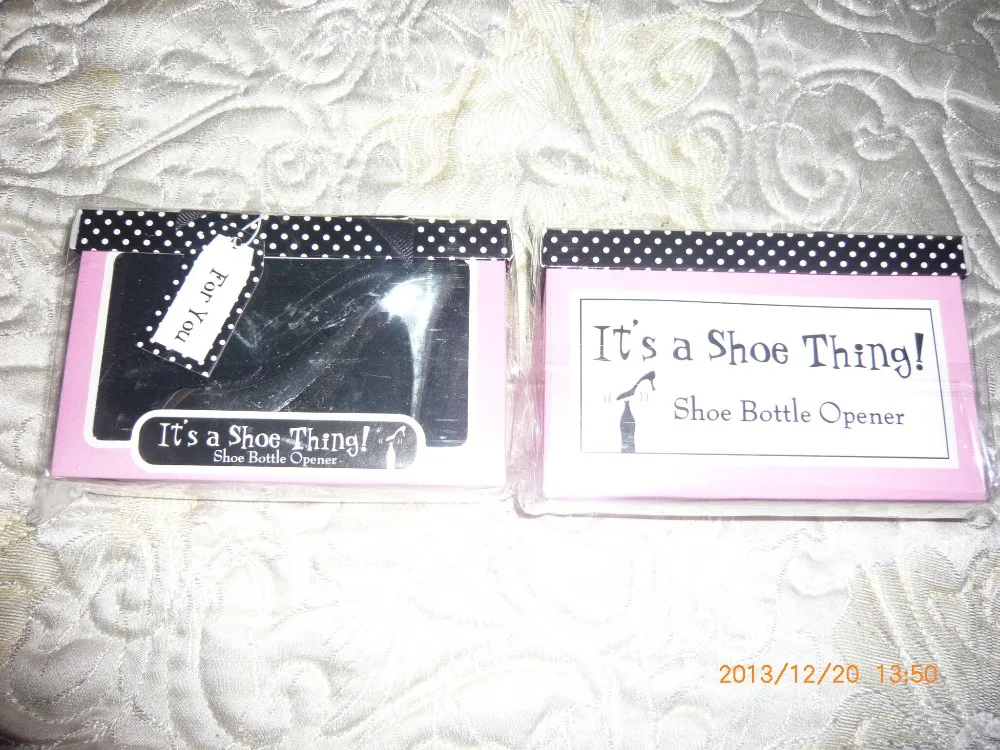 For You
It's a Shoe Thing!
Shoe Bottle Opener
It's a Shoe Thing!
Shoe Bottle Opener
2013/12/20 13:50